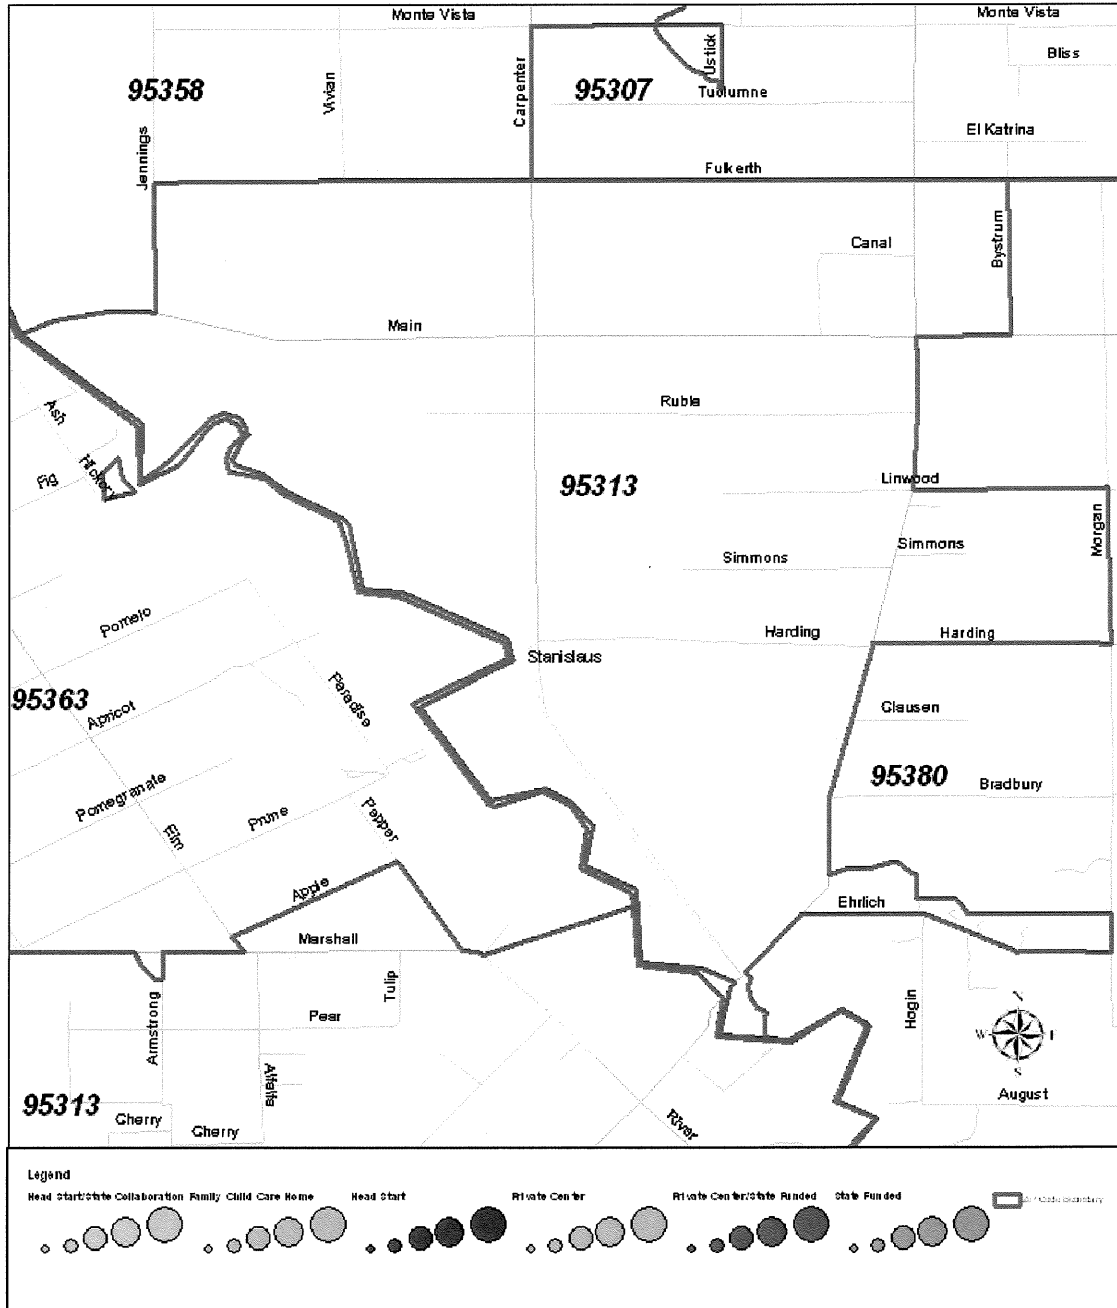 Monte Vista
Monte Vista
Bliss
Ustick
Carpenter
Vivian
95358
95307
Tuolumne
El Katrina
Jennings
Fulkerth
Bystrum
Canal
Main
Ash
Ruble
Hickory
Fig
95313
Linwood
Morgan
Simmons
Simmons
Pomelo
Harding
Harding
Stanislaus
95363
Paradise
Apricot
Clausen
95380
Bradbury
Pomegranate
Prune
Pepper
Elm
Apple
Ehrlich
Marshall
Tulip
Armstrong
Pear
Hogin
W
S
Alfalfa
August
95313
Cherry
Cherry
River
Legend
Head Start/State Collaboration Family Child Care Home Head Start Private Center Private Center/State Funded State Funded Zip Code Boundary